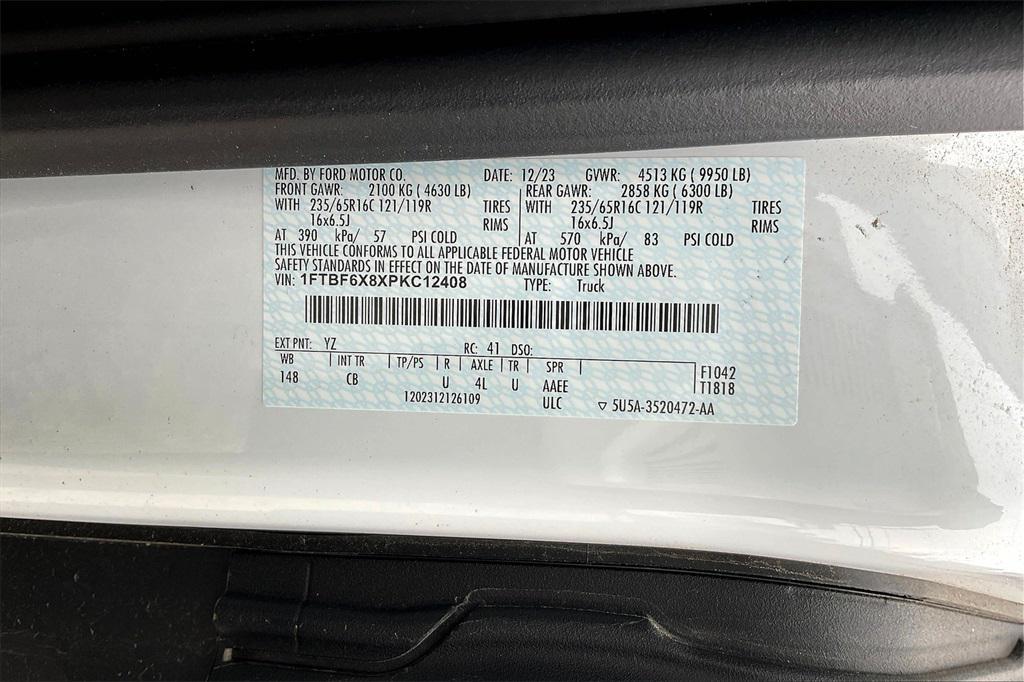 MFD. BY FORD MOTOR CO. DATE: 12/23 GVWR: 4513 KG ( 9950 LB)
FRONT GAWR: 2100 KG ( 4630 LB) REAR GAWR: 2858 KG ( 6300 LB)
WITH 235/65R16C 121/119R TIRES WITH 235/65R16C 121/119R TIRES
16x6.5J RIMS 16x6.5J RIMS
AT 390 kPa/ 57 PSI COLD AT 570 kPa/ 83 PSI COLD
THIS VEHICLE CONFORMS TO ALL APPLICABLE FEDERAL MOTOR VEHICLE
SAFETY STANDARDS IN EFFECT ON THE DATE OF MANUFACTURE SHOWN ABOVE.
VIN: 1FTBF6X8XPKC12408 TYPE: Truck
EXT PNT: YZ RC: 41 DSO:
WB INT TR TP/PS R AXLE TR SPR F1042
148 CB U 4L U AAEE T1818
1202312126109 ULC ▽ 5U5A-3520472-AA